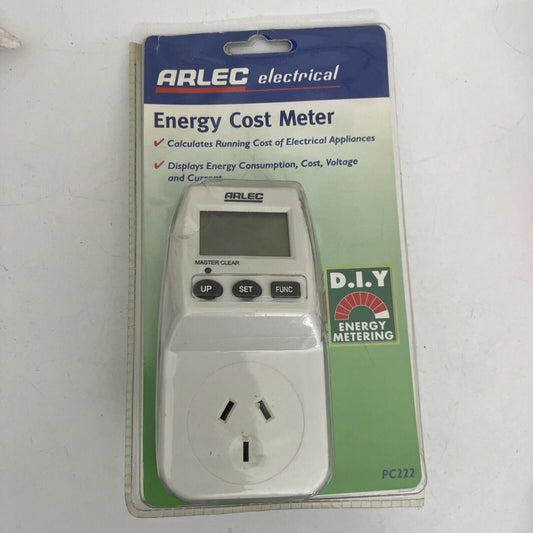 ARLEC electrical
Energy Cost Meter
✓ Calculates Running Cost of Electrical Appliances
✓ Displays Energy Consumption, Cost, Voltage
and Current
ARLEC
MASTER CLEAR
UP SET FUNC
D.I.Y
ENERGY
METERING
PC222